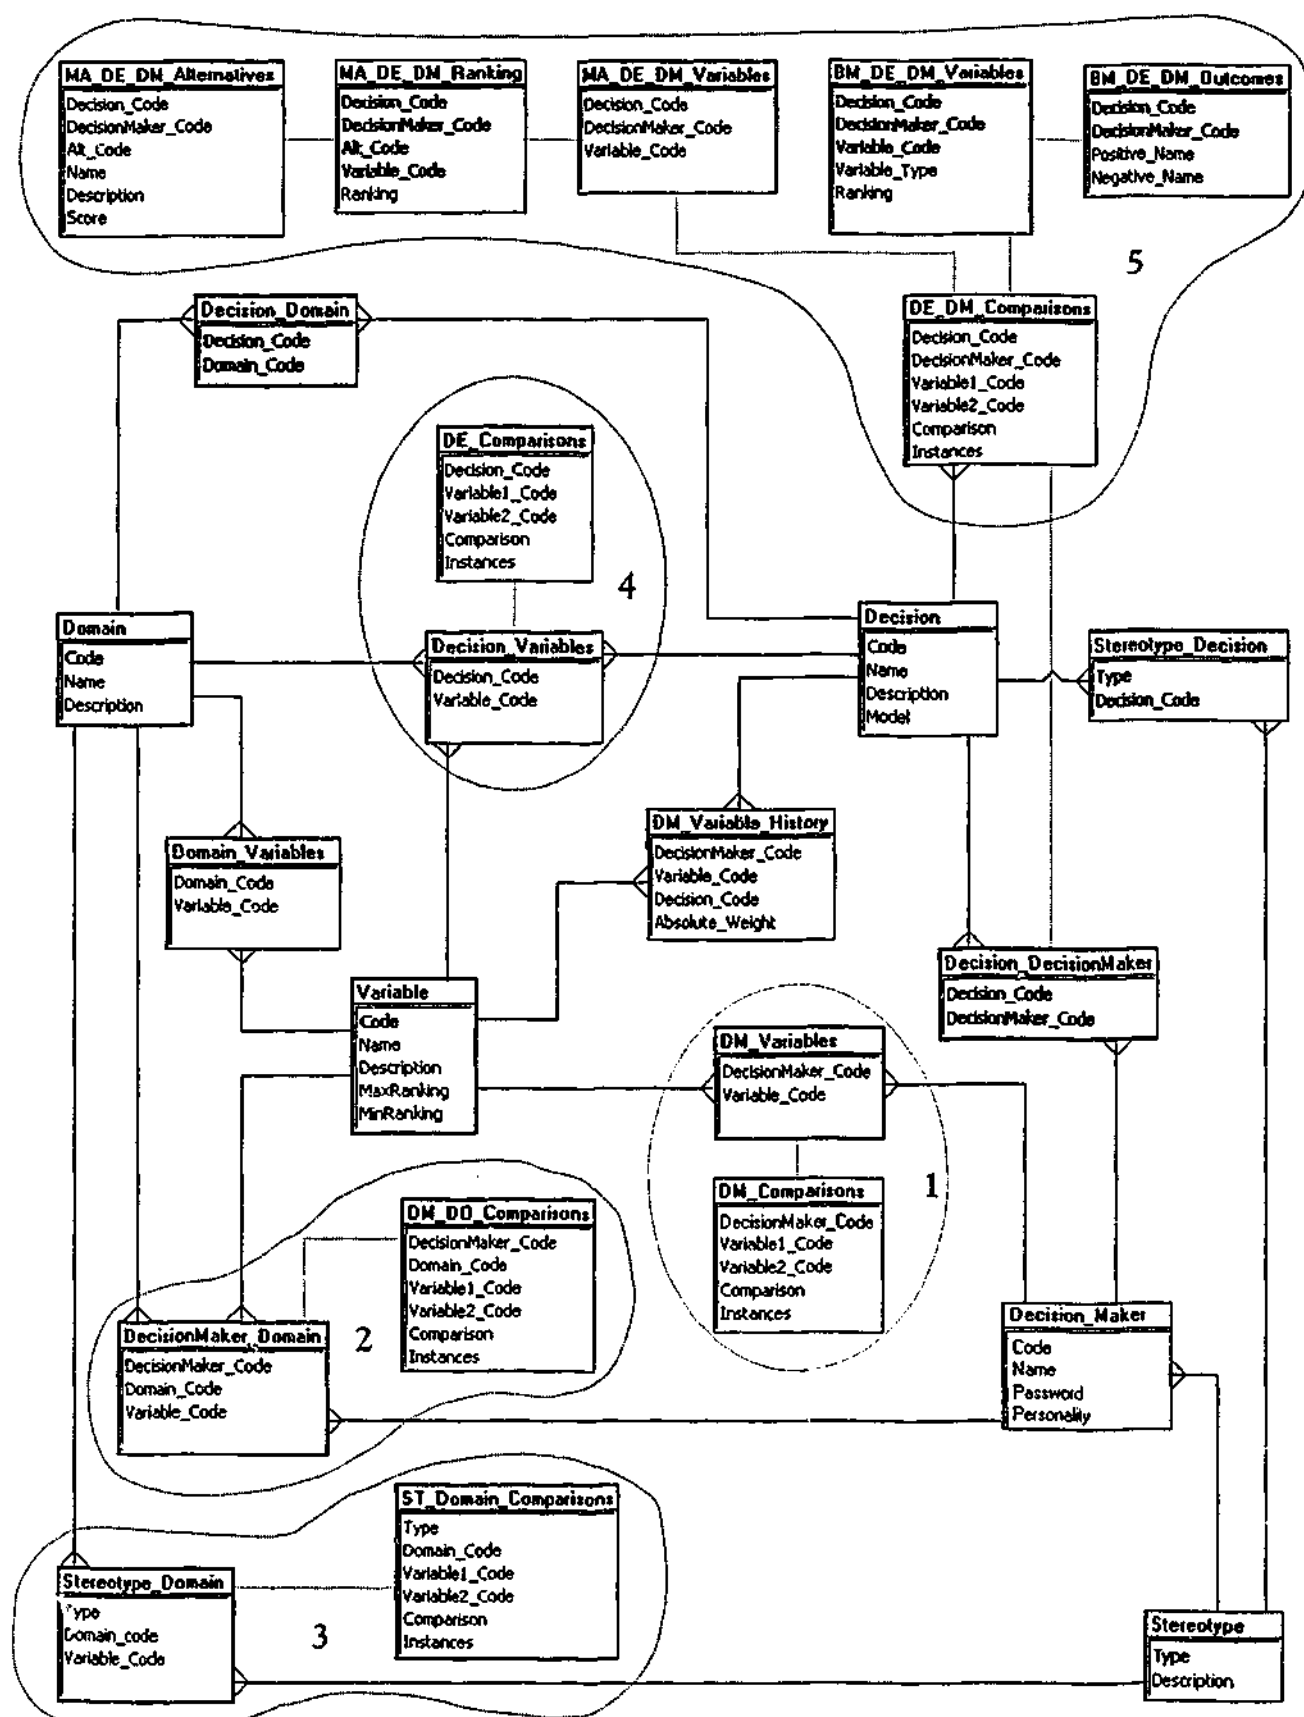 MA_DE_DM_Alternatives
Decision_Code
DecisionMaker_Code
Alt_Code
Name
Description
Score
MA_DE_DM_Ranking
Decision_Code
DecisionMaker_Code
Alt_Code
Variable_Code
Ranking
MA_DE_DM_Variables
Decision_Code
DecisionMaker_Code
Variable_Code
BM_DE_DM_Variables
Decision_Code
DecisionMaker_Code
Variable_Code
Variable_Type
Ranking
BM_DE_DM_Outcomes
Decision_Code
DecisionMaker_Code
Positive_Name
Negative_Name
5
Decision_Domain
Decision_Code
Domain_Code
DE_DM_Comparisons
Decision_Code
DecisionMaker_Code
Variable1_Code
Variable2_Code
Comparison
Instances
DE_Comparisons
Decision_Code
Variable1_Code
Variable2_Code
Comparison
Instances
4
Domain
Code
Name
Description
Decision_Variables
Decision_Code
Variable_Code
Decision
Code
Name
Description
Model
Stereotype_Decision
Type
Decision_Code
Domain_Variables
Domain_Code
Variable_Code
DM_Variable_History
DecisionMaker_Code
Variable_Code
Decision_Code
Absolute_Weight
Decision_DecisionMaker
Decision_Code
DecisionMaker_Code
Variable
Code
Name
Description
MaxRanking
MinRanking
DM_Variables
DecisionMaker_Code
Variable_Code
1
DM_Comparisons
DecisionMaker_Code
Variable1_Code
Variable2_Code
Comparison
Instances
DM_DO_Comparisons
DecisionMaker_Code
Domain_Code
Variable1_Code
Variable2_Code
Comparison
Instances
2
DecisionMaker_Domain
DecisionMaker_Code
Domain_Code
Variable_Code
Decision_Maker
Code
Name
Password
Personality
ST_Domain_Comparisons
Type
Domain_Code
Variable1_Code
Variable2_Code
Comparison
Instances
3
Stereotype_Domain
Type
Domain_code
Variable_Code
Stereotype
Type
Description